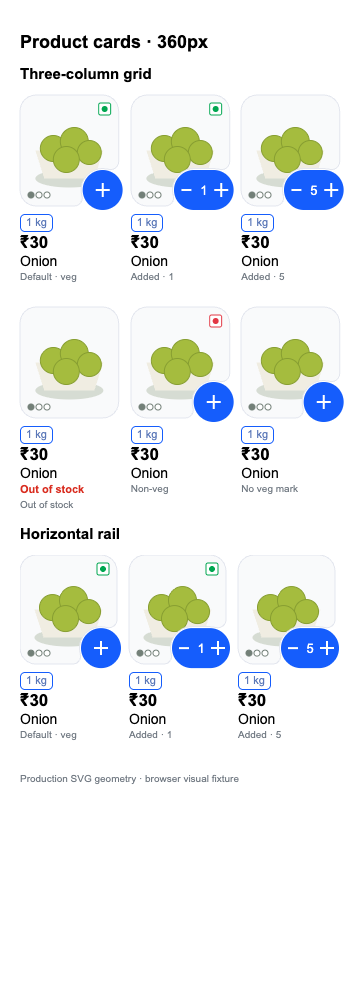 Product cards · 360px
Three-column grid
1 5
1 kg 1 kg 1 kg
₹30 ₹30 ₹30
Onion Onion Onion
Default · veg Added · 1 Added · 5
1 kg 1 kg 1 kg
₹30 ₹30 ₹30
Onion Onion Onion
Out of stock Non-veg No veg mark
Out of stock
Horizontal rail
1 5
1 kg 1 kg 1 kg
₹30 ₹30 ₹30
Onion Onion Onion
Default · veg Added · 1 Added · 5
Production SVG geometry · browser visual fixture